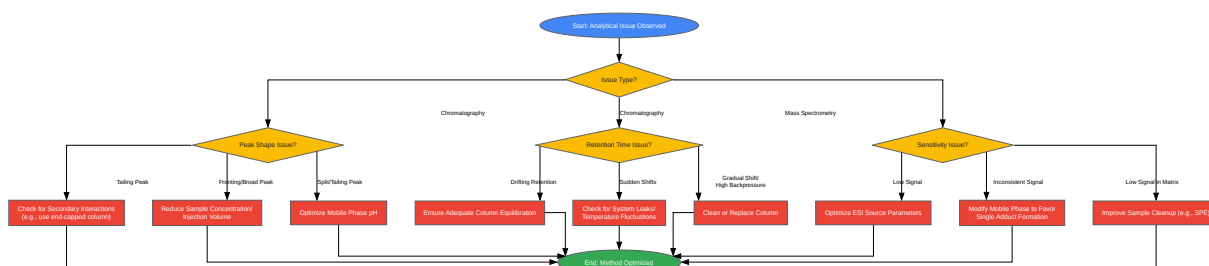 Start: Analytical Issue Observed
Issue Type?
Chromatography
Chromatography
Mass Spectrometry
Peak Shape Issue?
Retention Time Issue?
Sensitivity Issue?
Tailing Peak
Fronting/Broad Peak
Split/Tailing Peak
Drifting Retention
Sudden Shifts
Gradual Shift/
High Backpressure
Low Signal
Inconsistent Signal
Low Signal in Matrix
Check for Secondary Interactions
(e.g., use end-capped column)
Reduce Sample Concentration/
Injection Volume
Optimize Mobile Phase pH
Ensure Adequate Column Equilibration
Check for System Leaks/
Temperature Fluctuations
Clean or Replace Column
Optimize ESI Source Parameters
Modify Mobile Phase to Favor
Single Adduct Formation
Improve Sample Cleanup (e.g., SPE)
End: Method Optimized